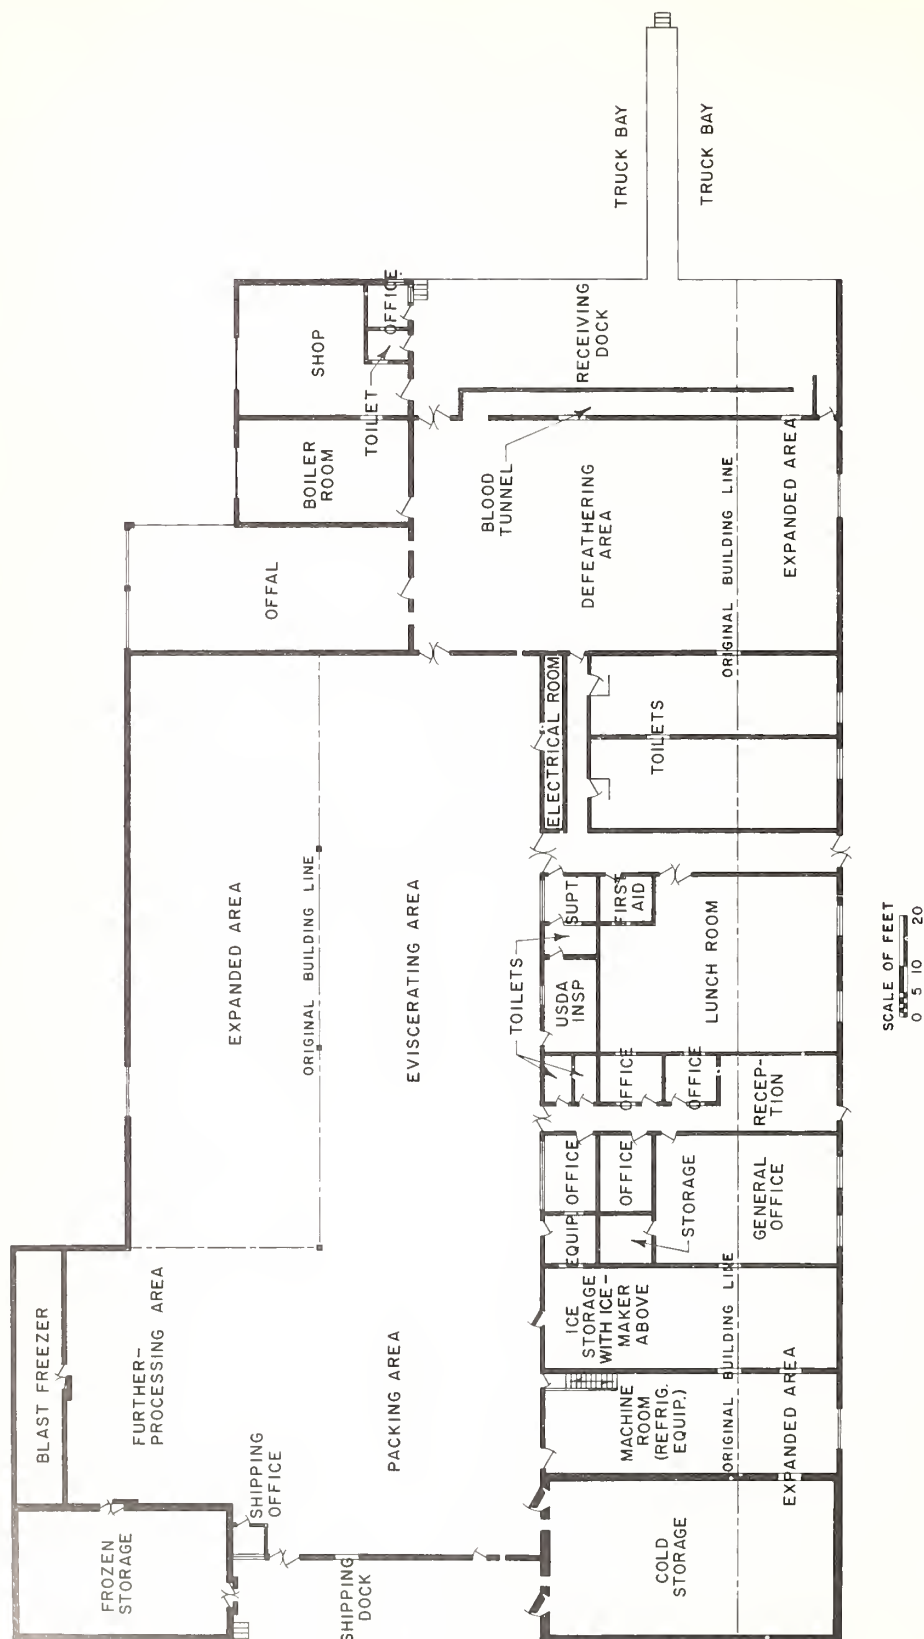 TRUCK BAY
TRUCK BAY
OFFICE
SHOP
TOILET
RECEIVING
DOCK
BOILER
ROOM
BLOOD
TUNNEL
DEFEATHERING
AREA
ORIGINAL BUILDING LINE
EXPANDED AREA
OFFAL
ELECTRICAL ROOM
TOILETS
EXPANDED AREA
ORIGINAL BUILDING LINE
EVISCERATING AREA
TOILETS
SUPT
FIRST
AID
USDA
INSP
LUNCH ROOM
OFFICE
OFFICE
RECEP-
TION
OFFICE
OFFICE
EQUIP
STORAGE
GENERAL
OFFICE
ICE
STORAGE
WITH ICE-
MAKER
ABOVE
ORIGINAL BUILDING LINE
EXPANDED AREA
MACHINE
ROOM
(REFRIG.
EQUIP.)
BLAST FREEZER
FURTHER-
PROCESSING AREA
PACKING AREA
SHIPPING
OFFICE
FROZEN
STORAGE
SHIPPING
DOCK
COLD
STORAGE
SCALE OF FEET
0 5 10 20